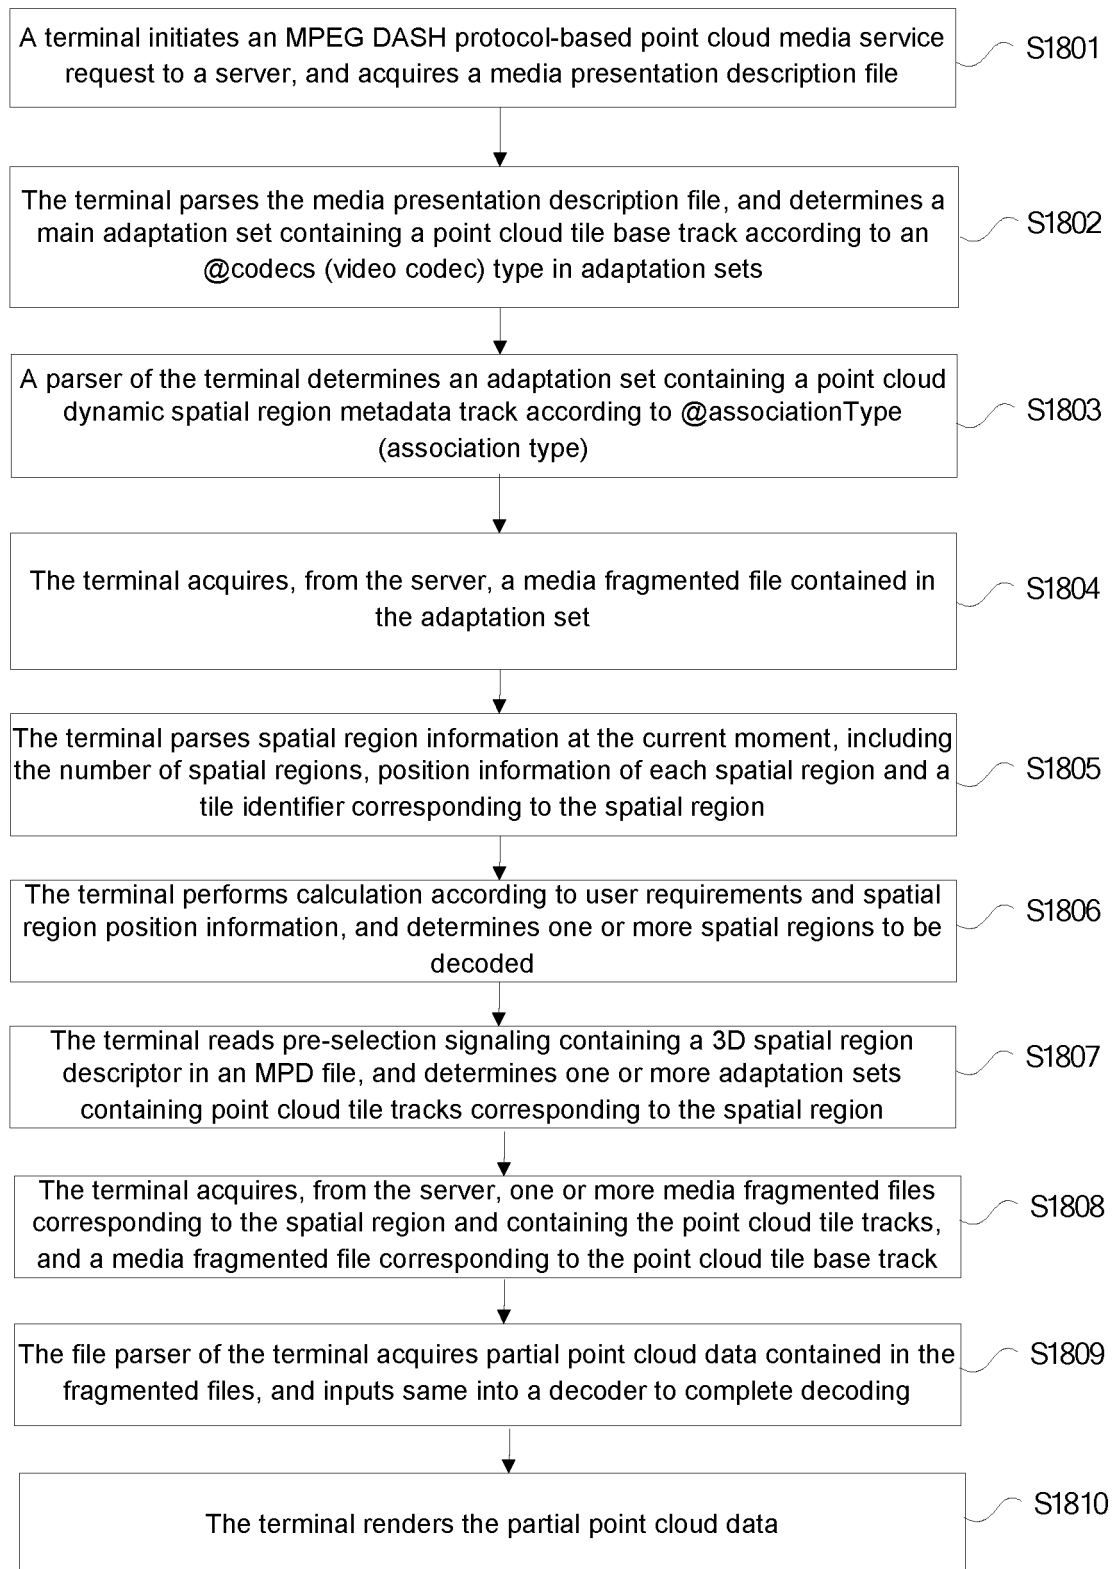 A terminal initiates an MPEG DASH protocol-based point cloud media service
request to a server, and acquires a media presentation description file
S1801
The terminal parses the media presentation description file, and determines a
main adaptation set containing a point cloud tile base track according to an
@codecs (video codec) type in adaptation sets
S1802
A parser of the terminal determines an adaptation set containing a point cloud
dynamic spatial region metadata track according to @associationType
(association type)
S1803
The terminal acquires, from the server, a media fragmented file contained in
the adaptation set
S1804
The terminal parses spatial region information at the current moment, including
the number of spatial regions, position information of each spatial region and a
tile identifier corresponding to the spatial region
S1805
The terminal performs calculation according to user requirements and spatial
region position information, and determines one or more spatial regions to be
decoded
S1806
The terminal reads pre-selection signaling containing a 3D spatial region
descriptor in an MPD file, and determines one or more adaptation sets
containing point cloud tile tracks corresponding to the spatial region
S1807
The terminal acquires, from the server, one or more media fragmented files
corresponding to the spatial region and containing the point cloud tile tracks,
and a media fragmented file corresponding to the point cloud tile base track
S1808
The file parser of the terminal acquires partial point cloud data contained in the
fragmented files, and inputs same into a decoder to complete decoding
S1809
The terminal renders the partial point cloud data
S1810